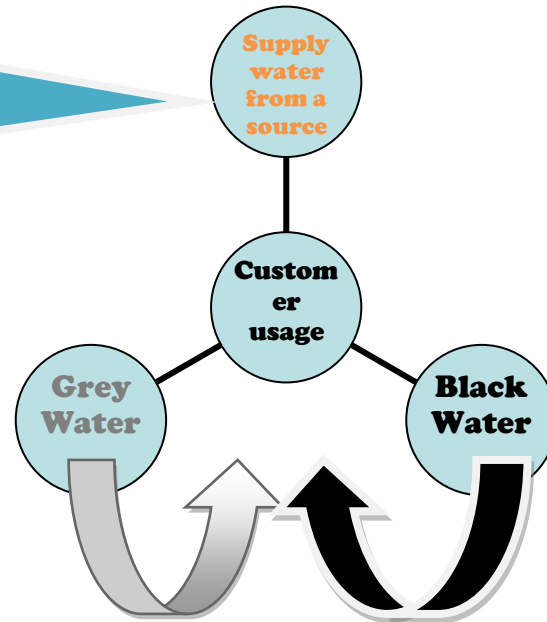 Supply
water
from a
source
Custom
er
usage
Grey
Water
Black
Water